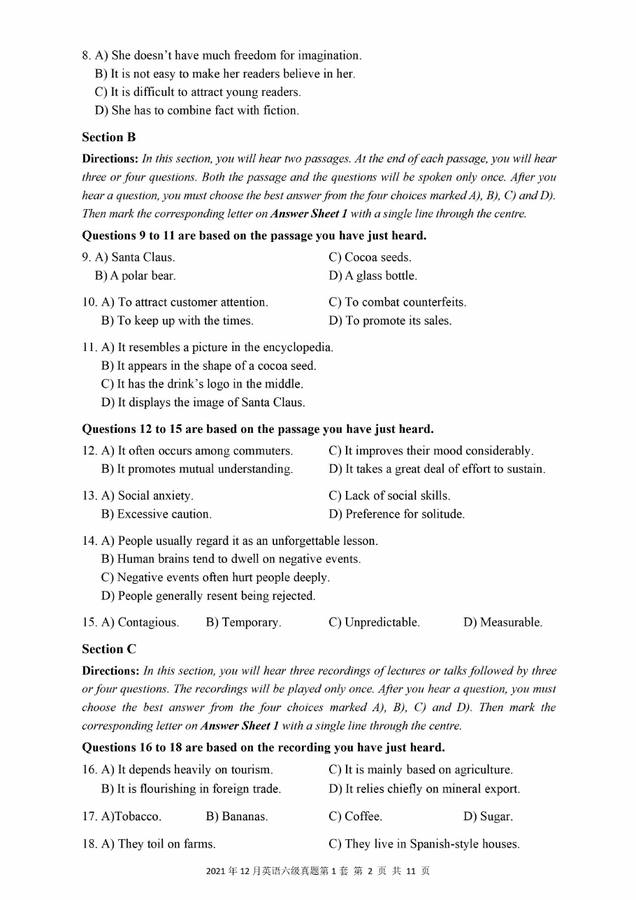 8. A) She doesn't have much freedom for imagination.
B) It is not easy to make her readers believe in her.
C) It is difficult to attract young readers.
D) She has to combine fact with fiction.
Section B
Directions: In this section, you will hear two passages. At the end of each passage, you will hear
three or four questions. Both the passage and the questions will be spoken only once. After you
hear a question, you must choose the best answer from the four choices marked A), B), C) and D).
Then mark the corresponding letter on Answer Sheet 1 with a single line through the centre.
Questions 9 to 11 are based on the passage you have just heard.
9. A) Santa Claus. C) Cocoa seeds.
B) A polar bear. D) A glass bottle.
10. A) To attract customer attention. C) To combat counterfeits.
B) To keep up with the times. D) To promote its sales.
11. A) It resembles a picture in the encyclopedia.
B) It appears in the shape of a cocoa seed.
C) It has the drink's logo in the middle.
D) It displays the image of Santa Claus.
Questions 12 to 15 are based on the passage you have just heard.
12. A) It often occurs among commuters. C) It improves their mood considerably.
B) It promotes mutual understanding. D) It takes a great deal of effort to sustain.
13. A) Social anxiety. C) Lack of social skills.
B) Excessive caution. D) Preference for solitude.
14. A) People usually regard it as an unforgettable lesson.
B) Human brains tend to dwell on negative events.
C) Negative events often hurt people deeply.
D) People generally resent being rejected.
15. A) Contagious. B) Temporary. C) Unpredictable. D) Measurable.
Section C
Directions: In this section, you will hear three recordings of lectures or talks followed by three
or four questions. The recordings will be played only once. After you hear a question, you must
choose the best answer from the four choices marked A), B), C) and D). Then mark the
corresponding letter on Answer Sheet 1 with a single line through the centre.
Questions 16 to 18 are based on the recording you have just heard.
16. A) It depends heavily on tourism. C) It is mainly based on agriculture.
B) It is flourishing in foreign trade. D) It relies chiefly on mineral export.
17. A)Tobacco. B) Bananas. C) Coffee. D) Sugar.
18. A) They toil on farms. C) They live in Spanish-style houses.
2021 年 12 月英语六级真题第 1 套 第 2 页 共 11 页